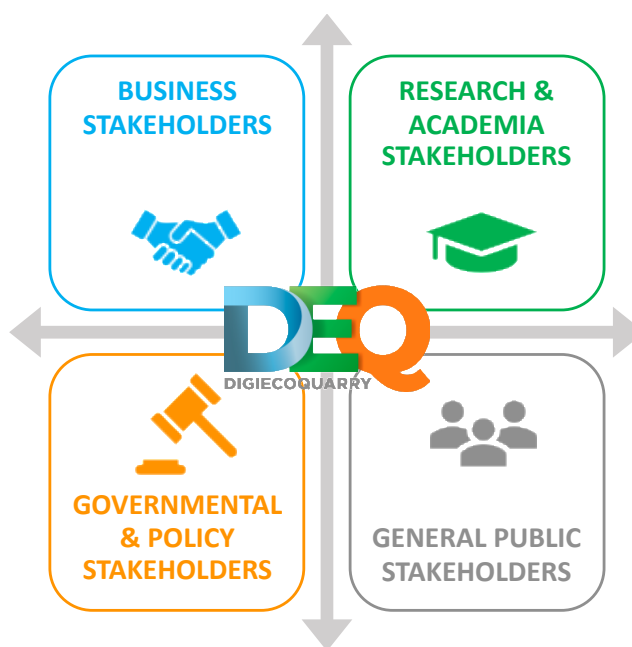 BUSINESS
STAKEHOLDERS
RESEARCH &
ACADEMIA
STAKEHOLDERS
DEQ
DIGIECOQUARRY
GOVERNMENTAL
& POLICY
STAKEHOLDERS
GENERAL PUBLIC
STAKEHOLDERS